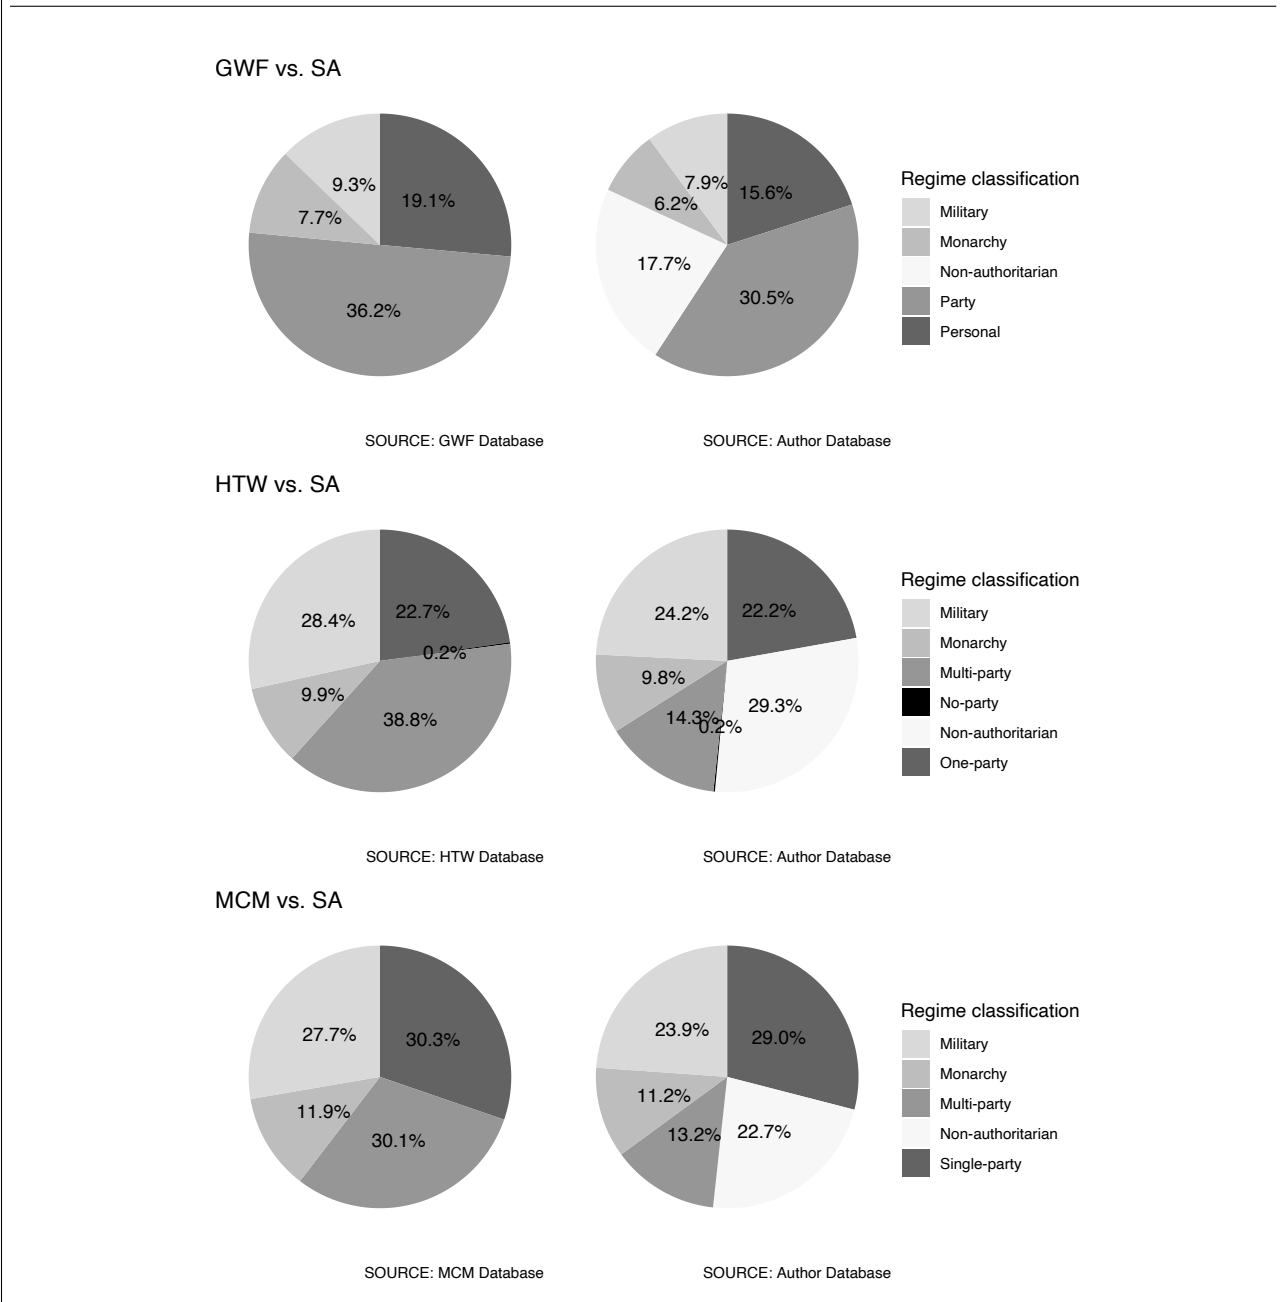 GWF vs. SA
9.3%
19.1%
7.7%
36.2%
7.9%
15.6%
6.2%
17.7%
30.5%
Regime classification
Military
Monarchy
Non-authoritarian
Party
Personal
SOURCE: GWF Database
SOURCE: Author Database
HTW vs. SA
28.4%
22.7%
0.2%
9.9%
38.8%
24.2%
22.2%
9.8%
14.3%
0.2%
29.3%
Regime classification
Military
Monarchy
Multi-party
No-party
Non-authoritarian
One-party
SOURCE: HTW Database
SOURCE: Author Database
MCM vs. SA
27.7%
30.3%
11.9%
30.1%
23.9%
29.0%
11.2%
13.2%
22.7%
Regime classification
Military
Monarchy
Multi-party
Non-authoritarian
Single-party
SOURCE: MCM Database
SOURCE: Author Database